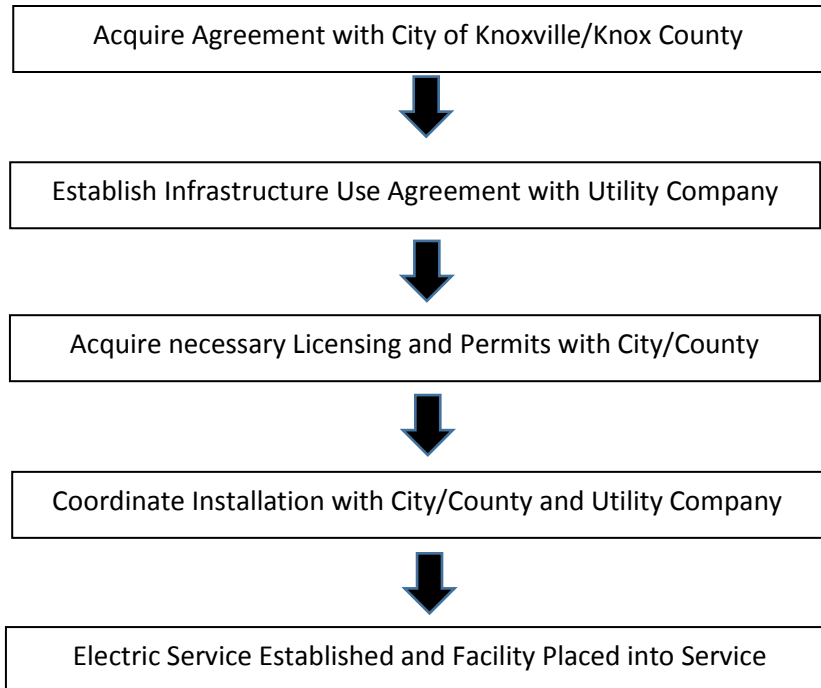 Acquire Agreement with City of Knoxville/Knox County
Establish Infrastructure Use Agreement with Utility Company
Acquire necessary Licensing and Permits with City/County
Coordinate Installation with City/County and Utility Company
Electric Service Established and Facility Placed into Service